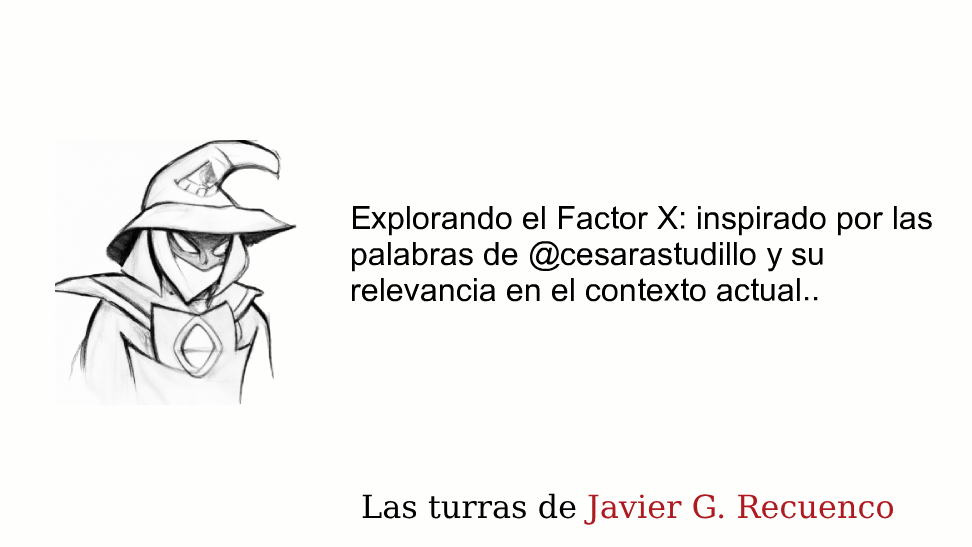 Explorando el Factor X: inspirado por las
palabras de @cesarastudillo y su
relevancia en el contexto actual..
Las turras de Javier G. Recuenco